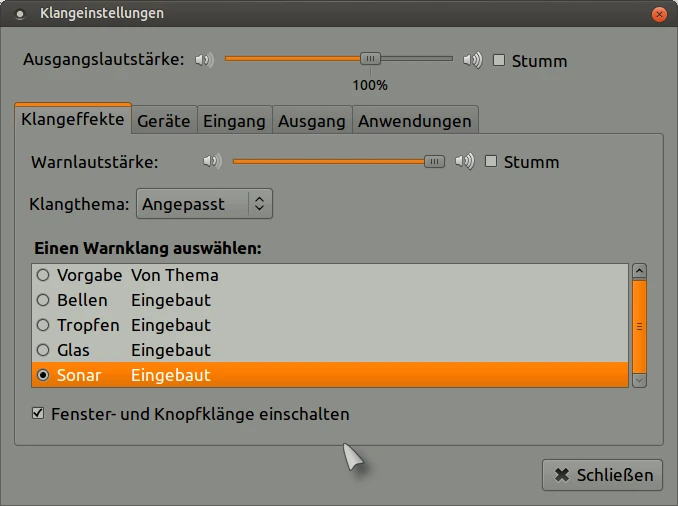 Klangeinstellungen
Ausgangslautstärke: Stumm
100%
Klangeffekte Geräte Eingang Ausgang Anwendungen
Warnlautstärke: Stumm
Klangthema: Angepasst
Einen Warnklang auswählen:
Vorgabe Von Thema
Bellen Eingebaut
Tropfen Eingebaut
Glas Eingebaut
Sonar Eingebaut
Fenster- und Knopfklänge einschalten
Schließen